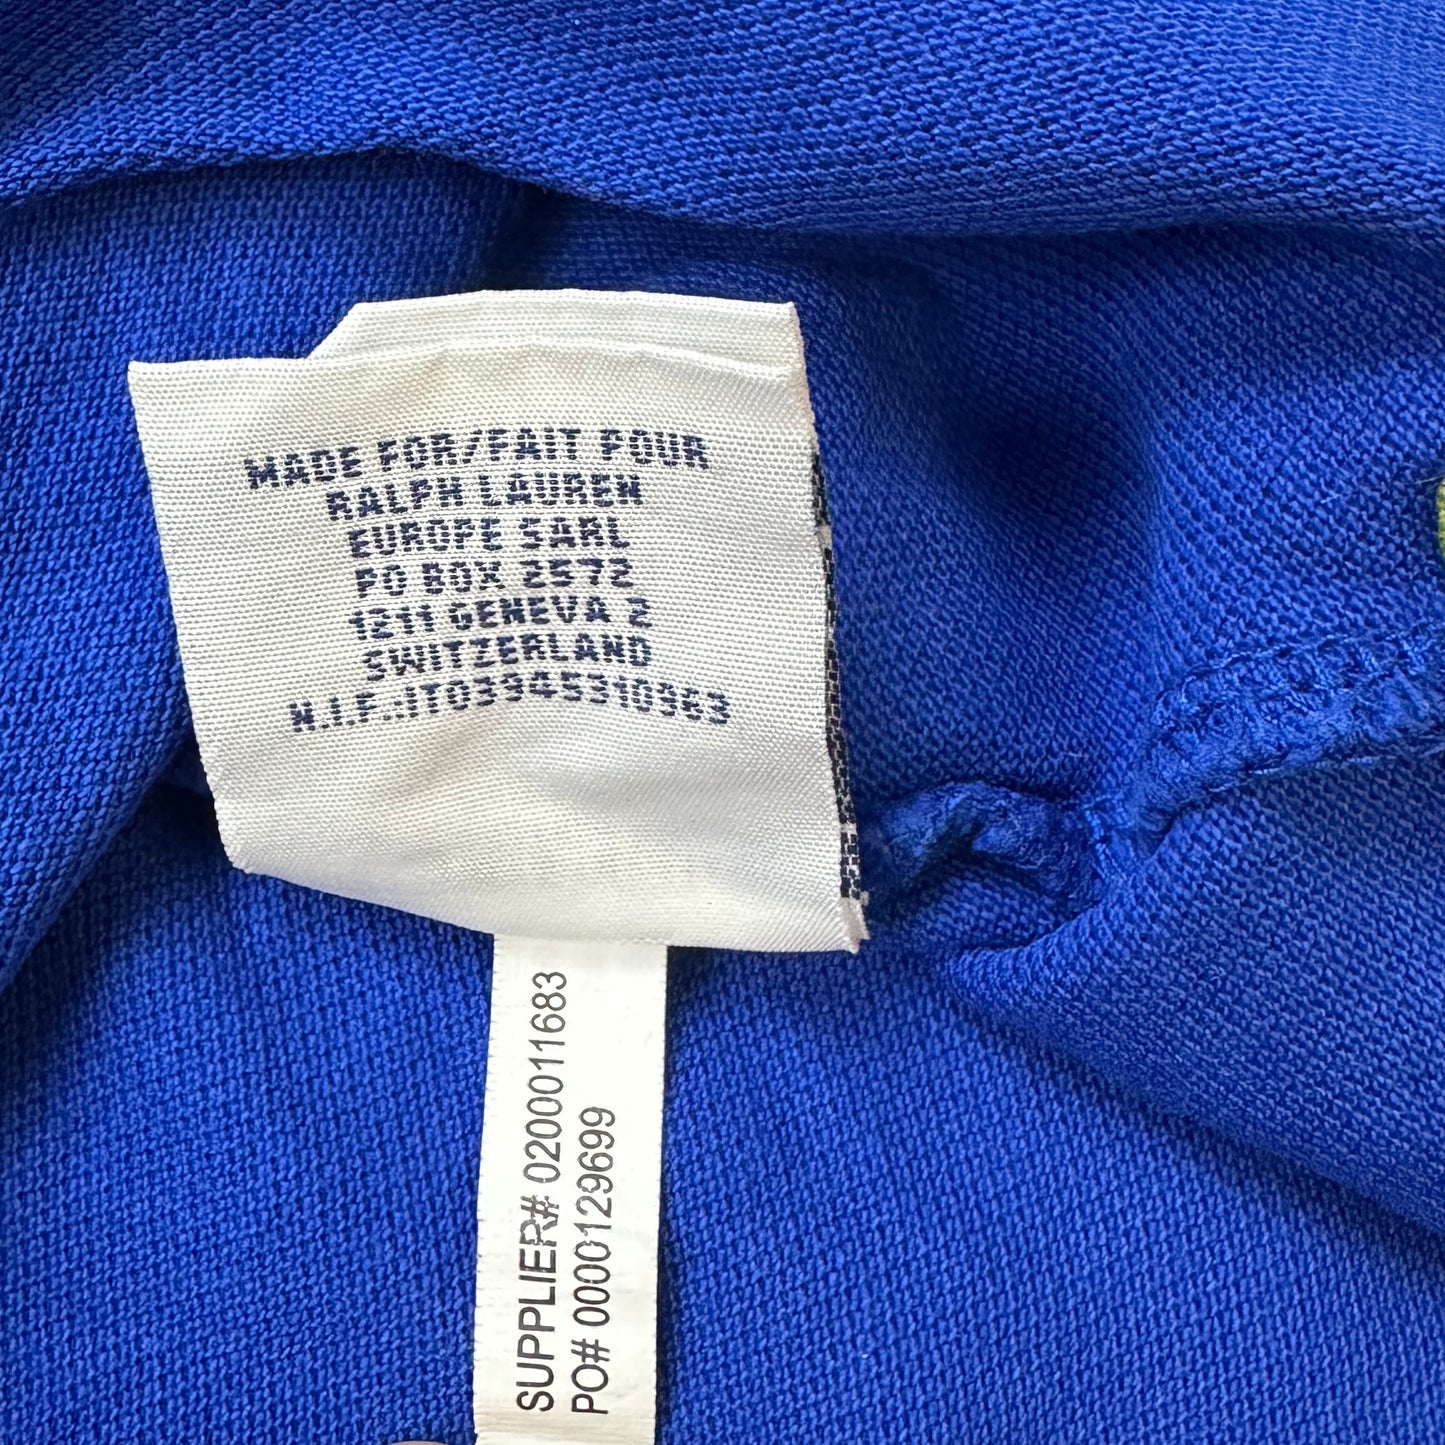 MADE FOR/FAIT POUR
RALPH LAUREN
EUROPE SARL
PO BOX 2572
1211 GENEVA 2
SWITZERLAND
N.I.F.:IT03945310963
SUPPLIER# 0200011683
PO# 0000129699